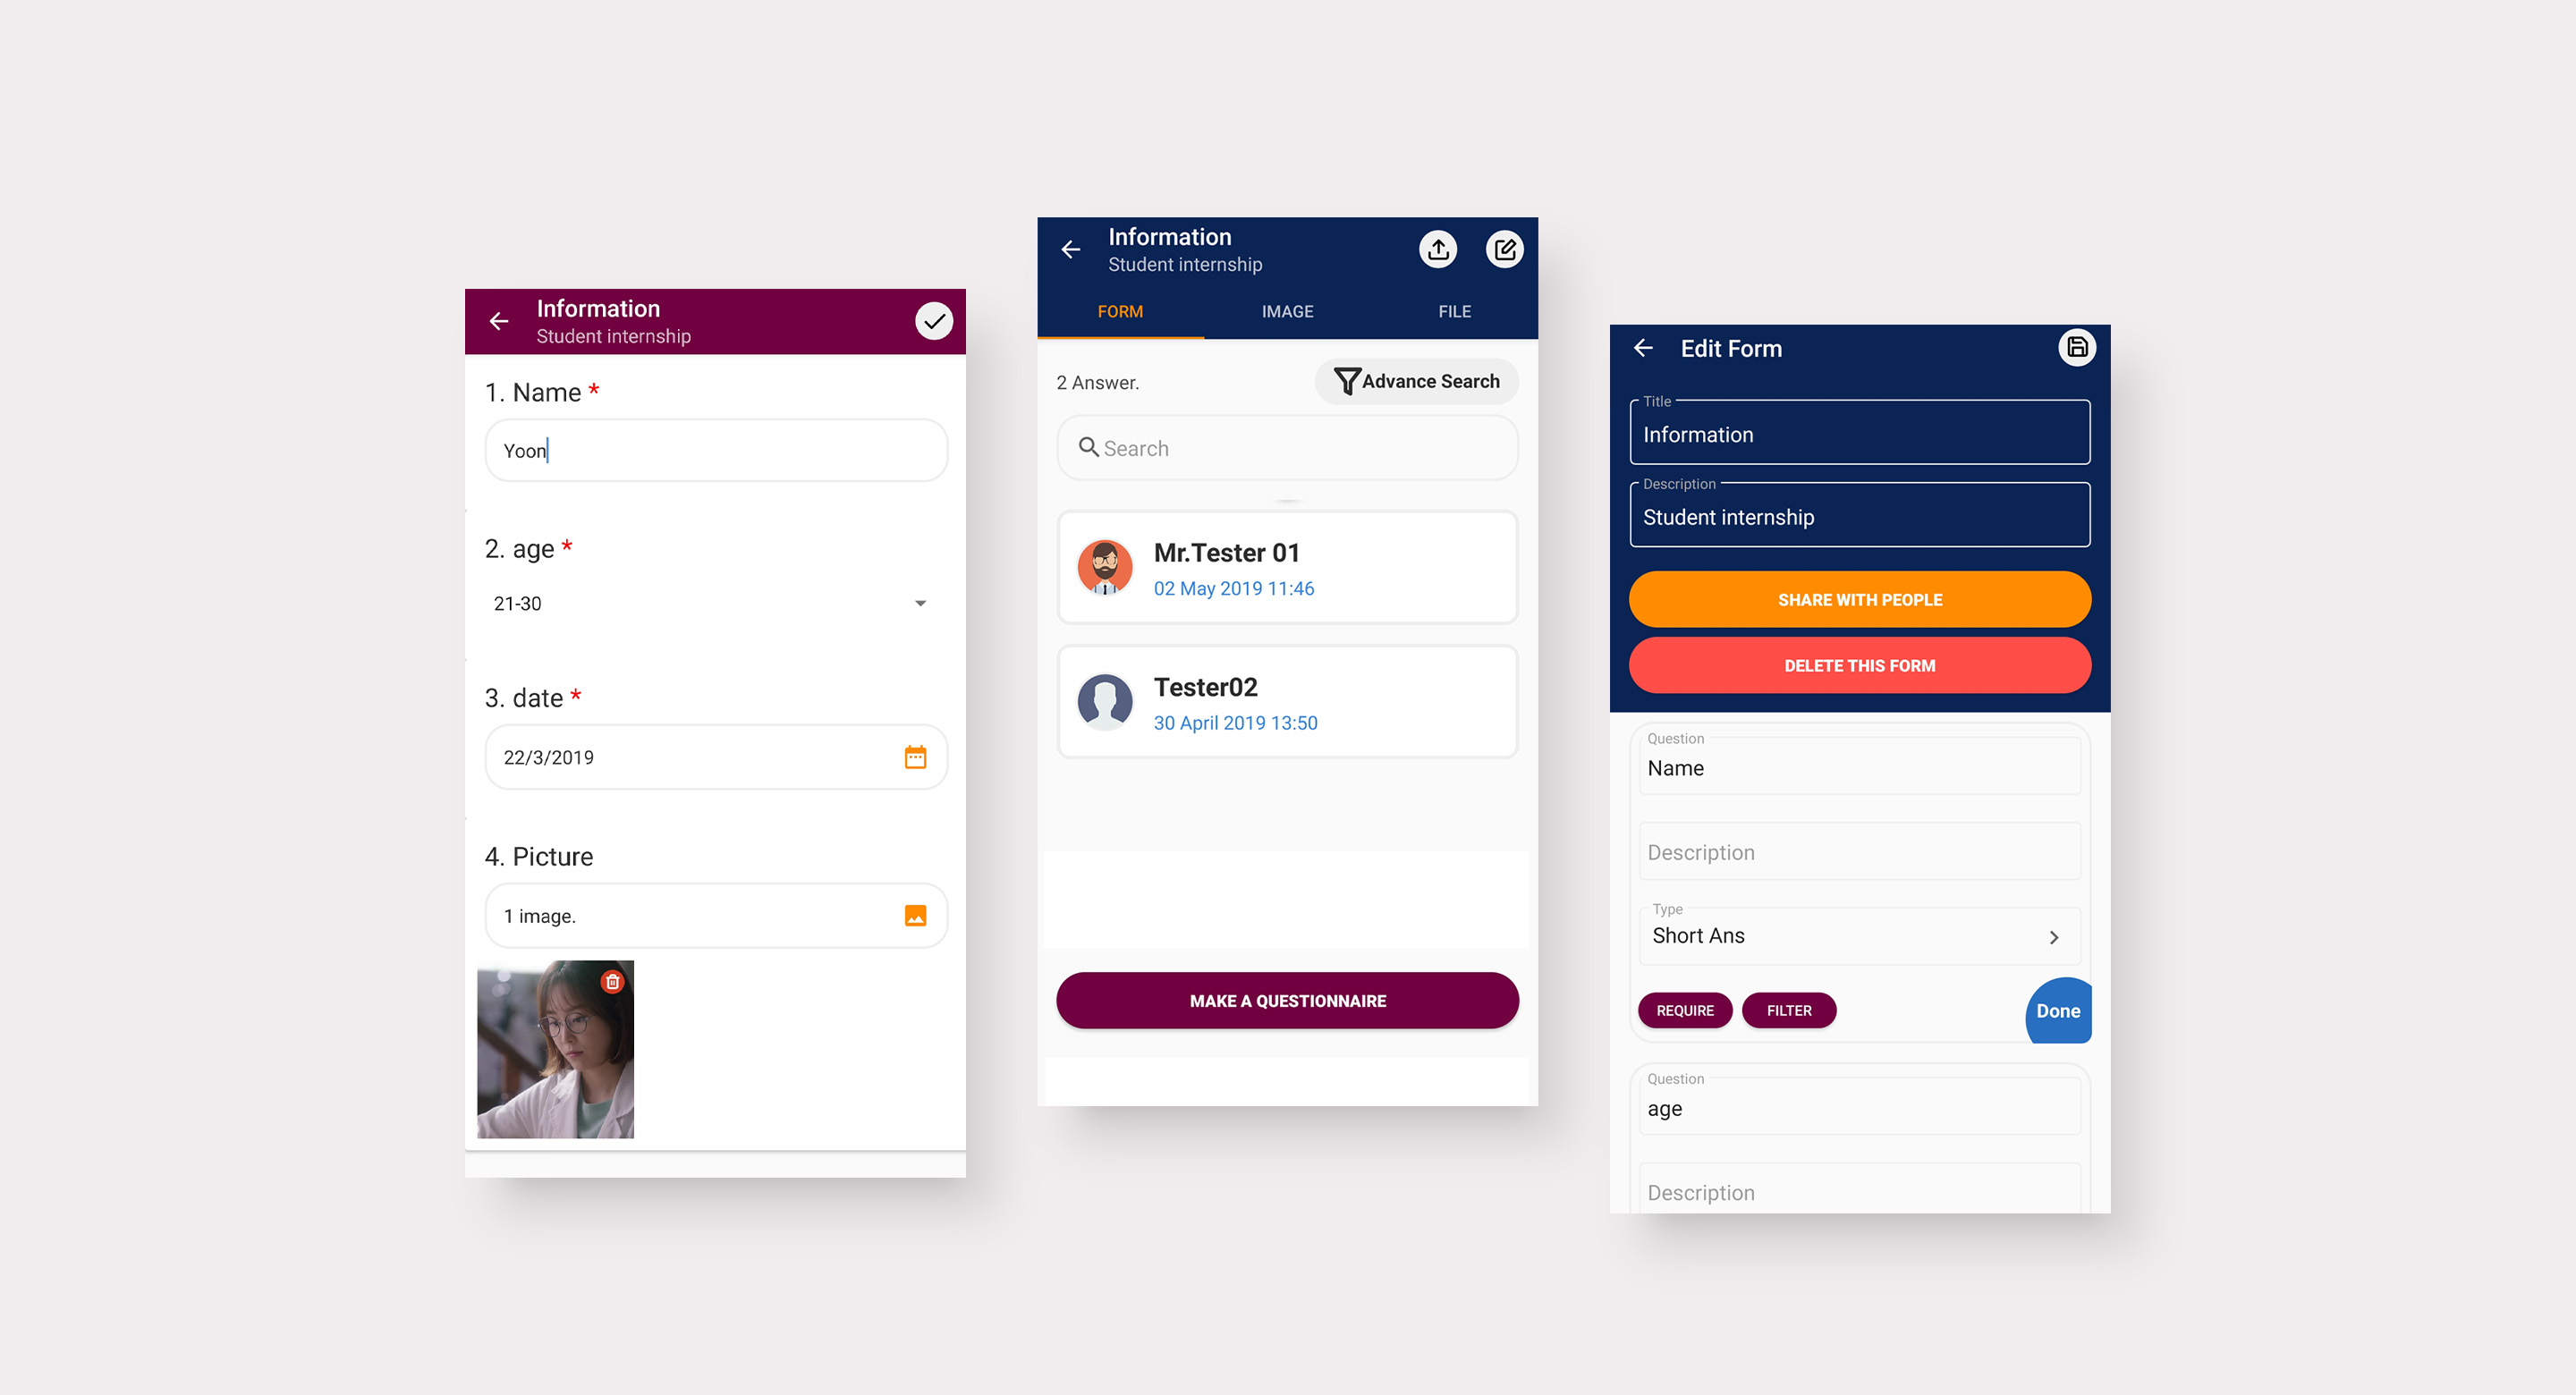 Information
Student internship
1. Name *
Yoon
2. age *
21-30
3. date *
22/3/2019
4. Picture
1 image.
Information
Student internship
FORM IMAGE FILE
2 Answer. Advance Search
Search
Mr.Tester 01
02 May 2019 11:46
Tester02
30 April 2019 13:50
MAKE A QUESTIONNAIRE
Edit Form
Title
Information
Description
Student internship
SHARE WITH PEOPLE
DELETE THIS FORM
Question
Name
Description
Type
Short Ans
REQUIRE FILTER Done
Question
age
Description